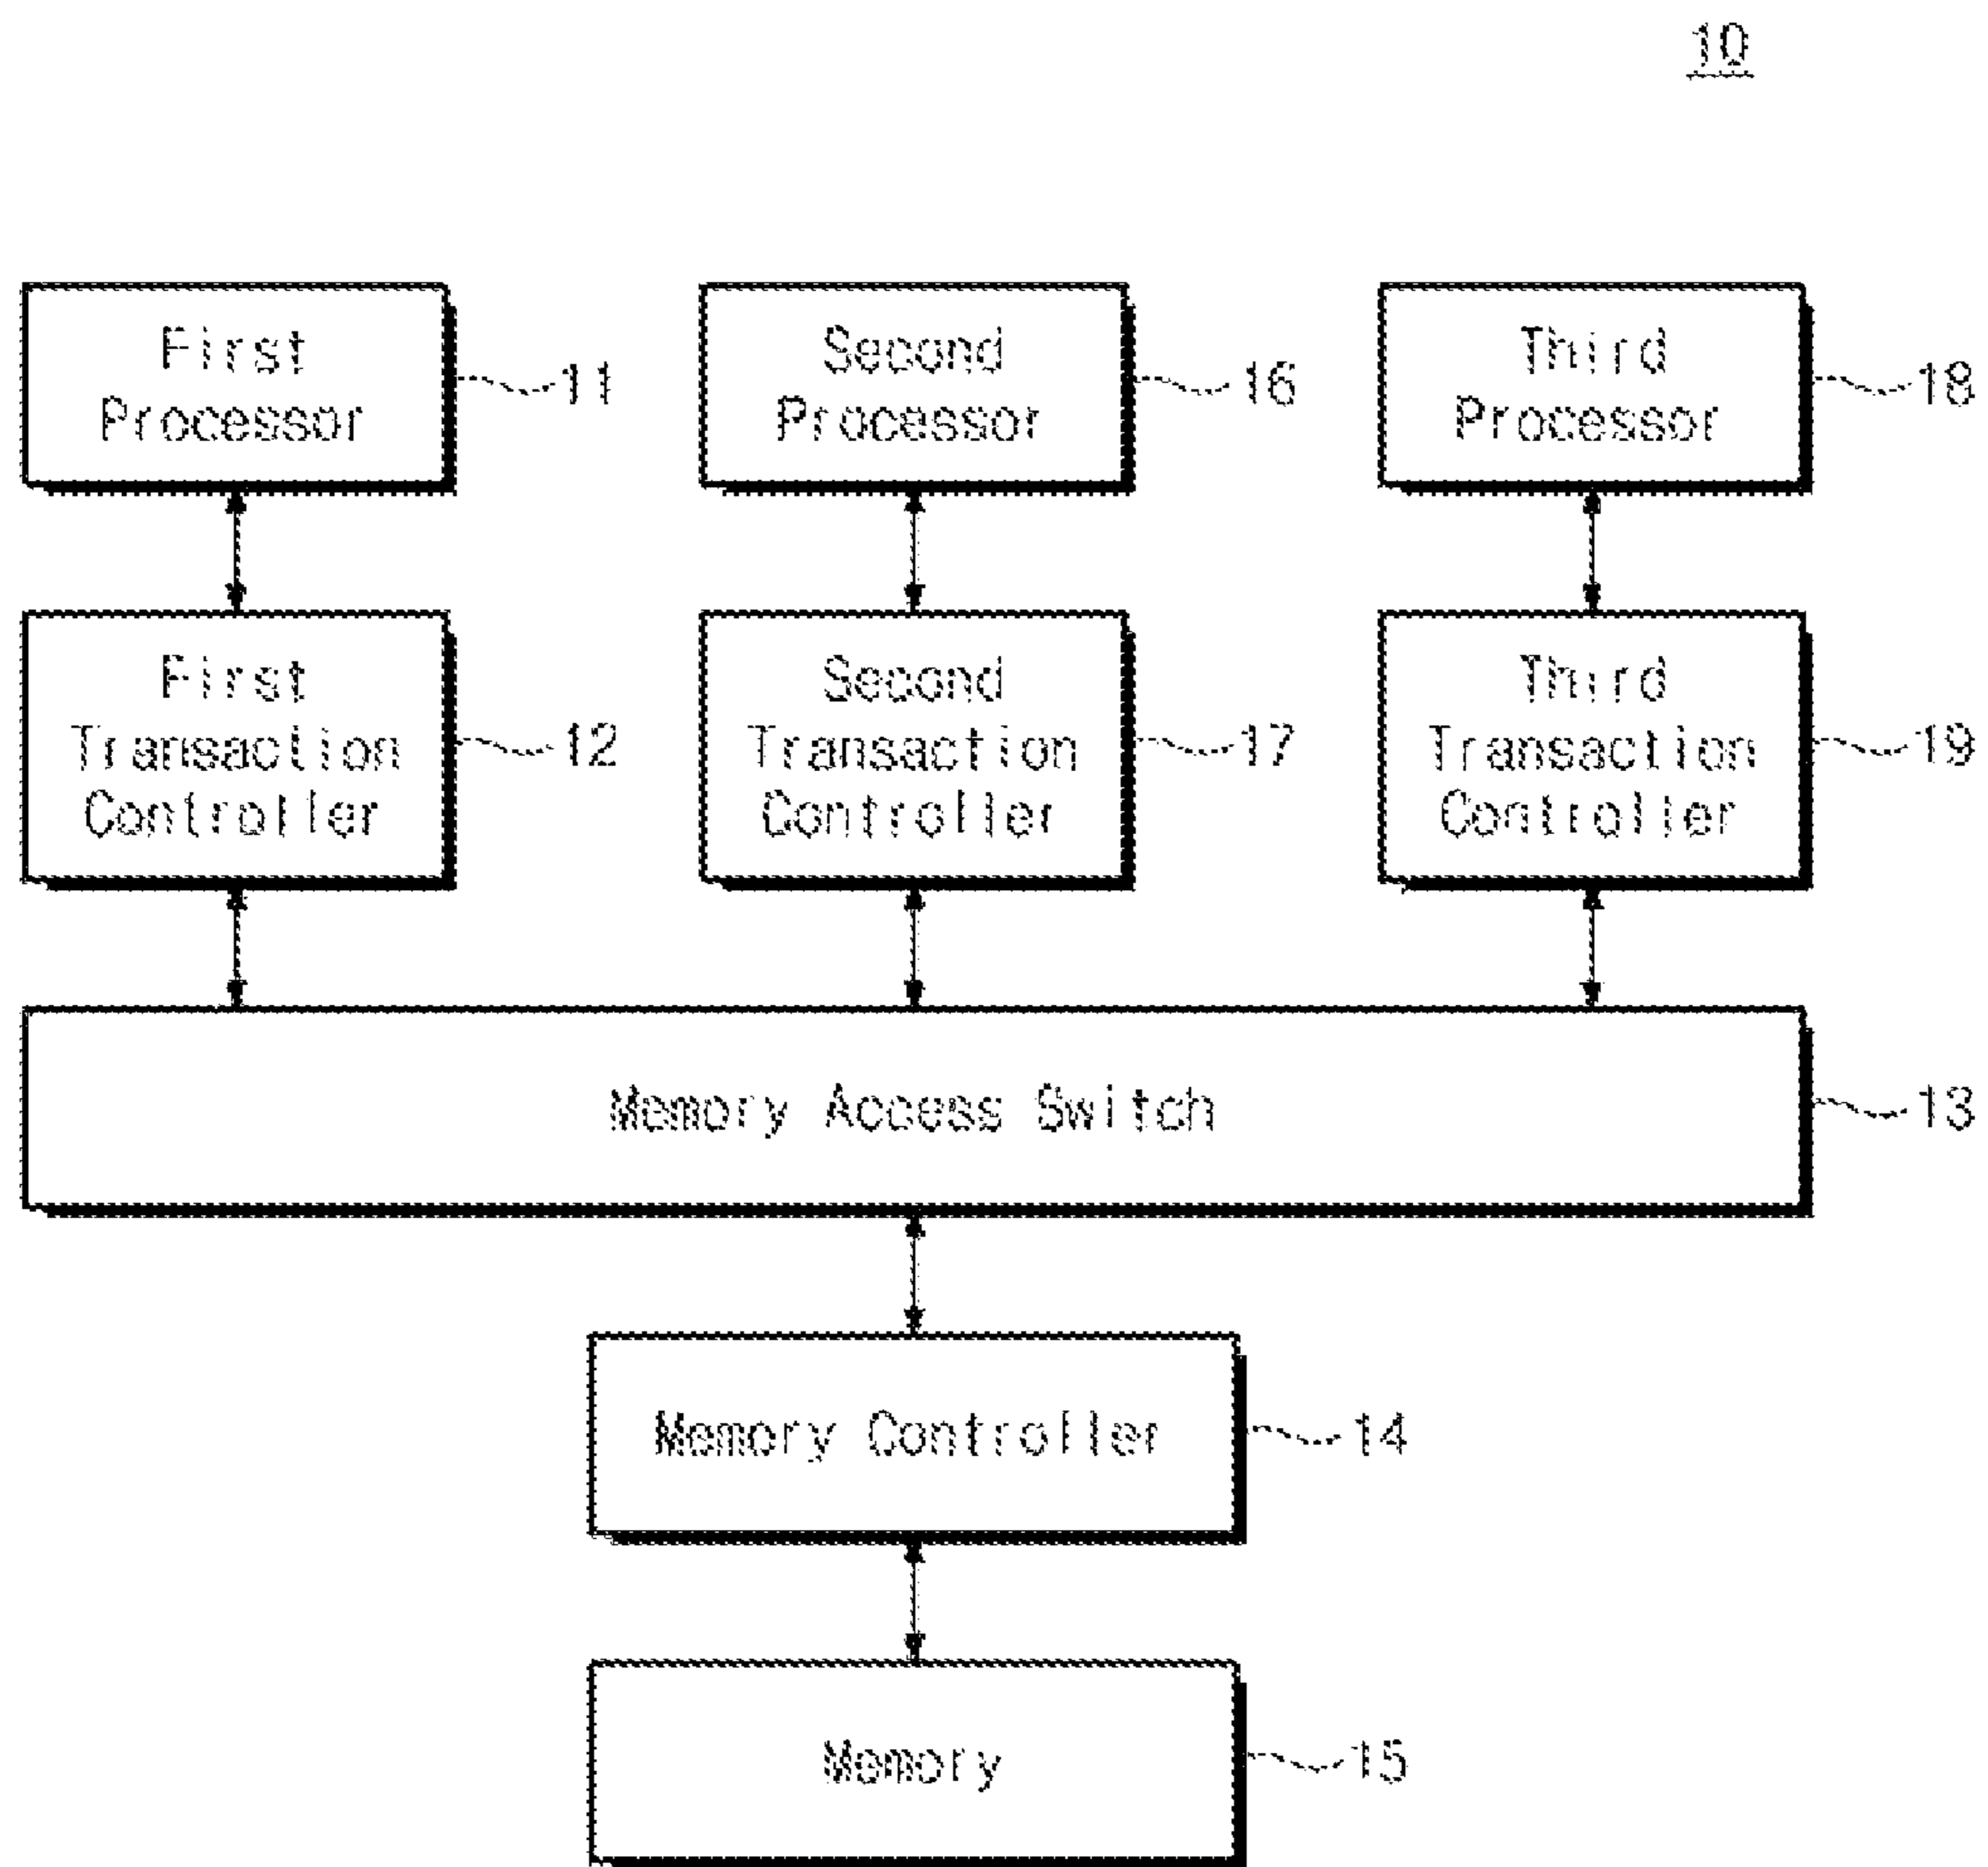 10
First
Processor
11
Second
Processor
16
Third
Processor
18
First
Transaction
Controller
12
Second
Transaction
Controller
17
Third
Transaction
Controller
19
Memory Access Switch
13
Memory Controller
14
Memory
15